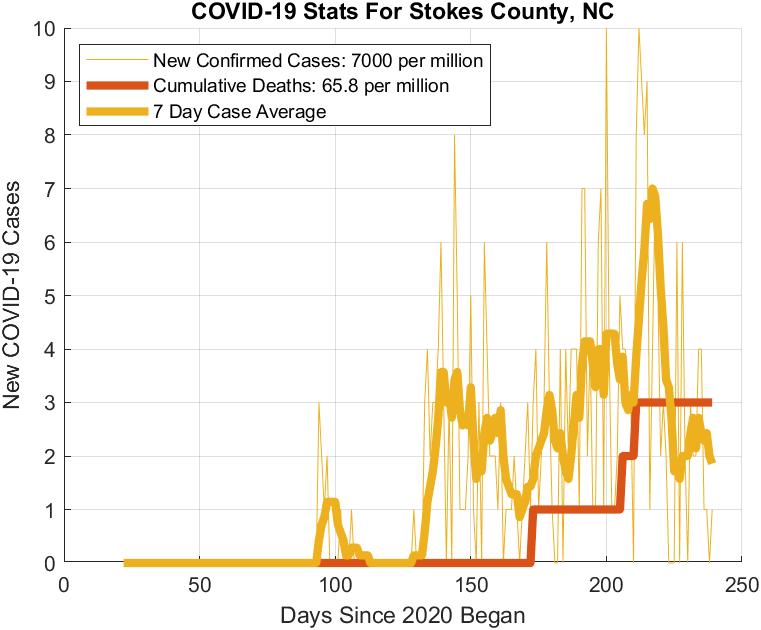 COVID-19 Stats For Stokes County, NC
10
9
8
7
6
5
4
3
2
1
0
New COVID-19 Cases
New Confirmed Cases: 7000 per million
Cumulative Deaths: 65.8 per million
7 Day Case Average
0 50 100 150 200 250
Days Since 2020 Began